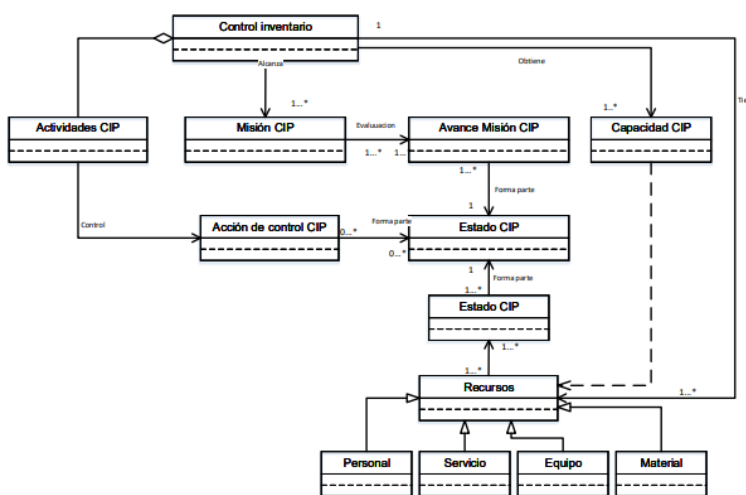 Control inventario
1
Alcanza
Obtiene
1...*
1..*
Tie
Actividades CIP
Misión CIP
Evaluuacion
Avance Misión CIP
Capacidad CIP
1...*
1...
1...*
Forma parte
1
Control
Acción de control CIP
Forma parte
0...*
Estado CIP
0...*
1
Forma parte
1...*
Estado CIP
1...*
1...*
Recursos
1...*
Personal
Servicio
Equipo
Material